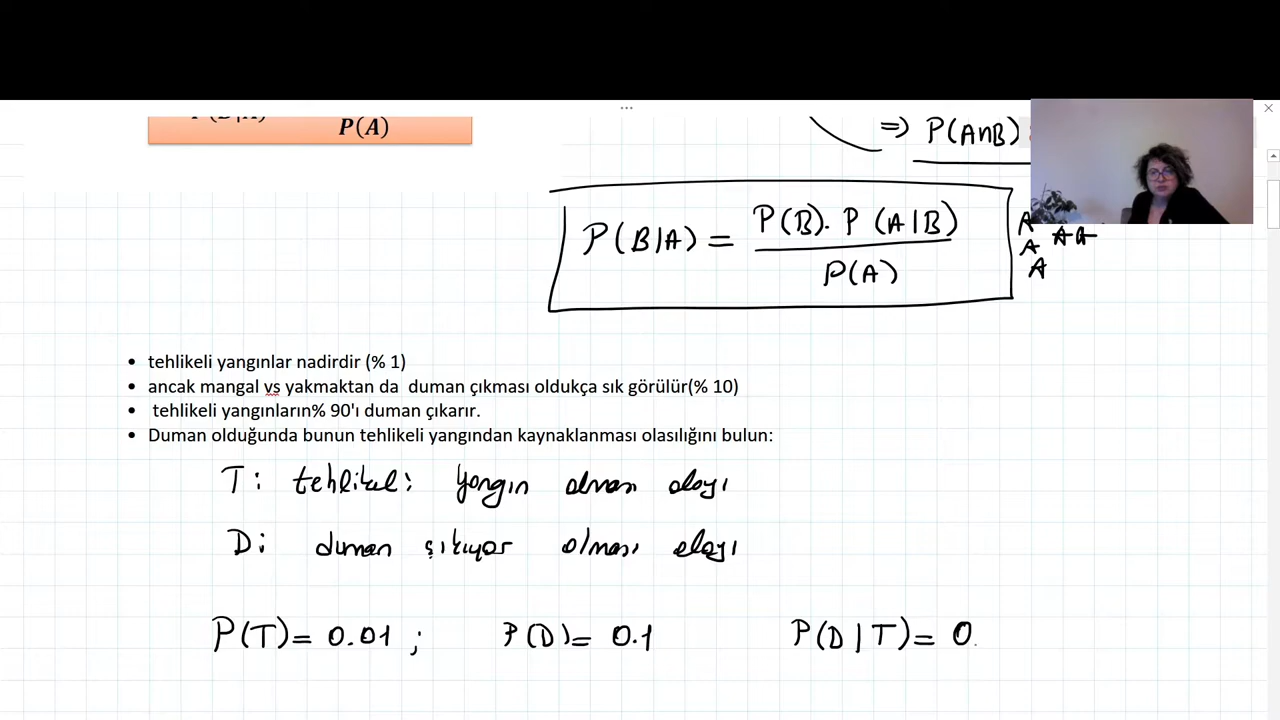 P(A)
⇒ P(A∩B)
P(B|A) = P(B). P(A|B)
P(A)
A
A AA
A
• tehlikeli yangınlar nadirdir (% 1)
• ancak mangal vs yakmaktan da duman çıkması oldukça sık görülür(% 10)
• tehlikeli yangınların% 90'ı duman çıkarır.
• Duman olduğunda bunun tehlikeli yangından kaynaklanması olasılığını bulun:
T: tehlikeli yangın olması olayı
D: duman çıkıyor olması olayı
P(T)= 0.01 ; P(D)= 0.1 P(D|T)= 0.